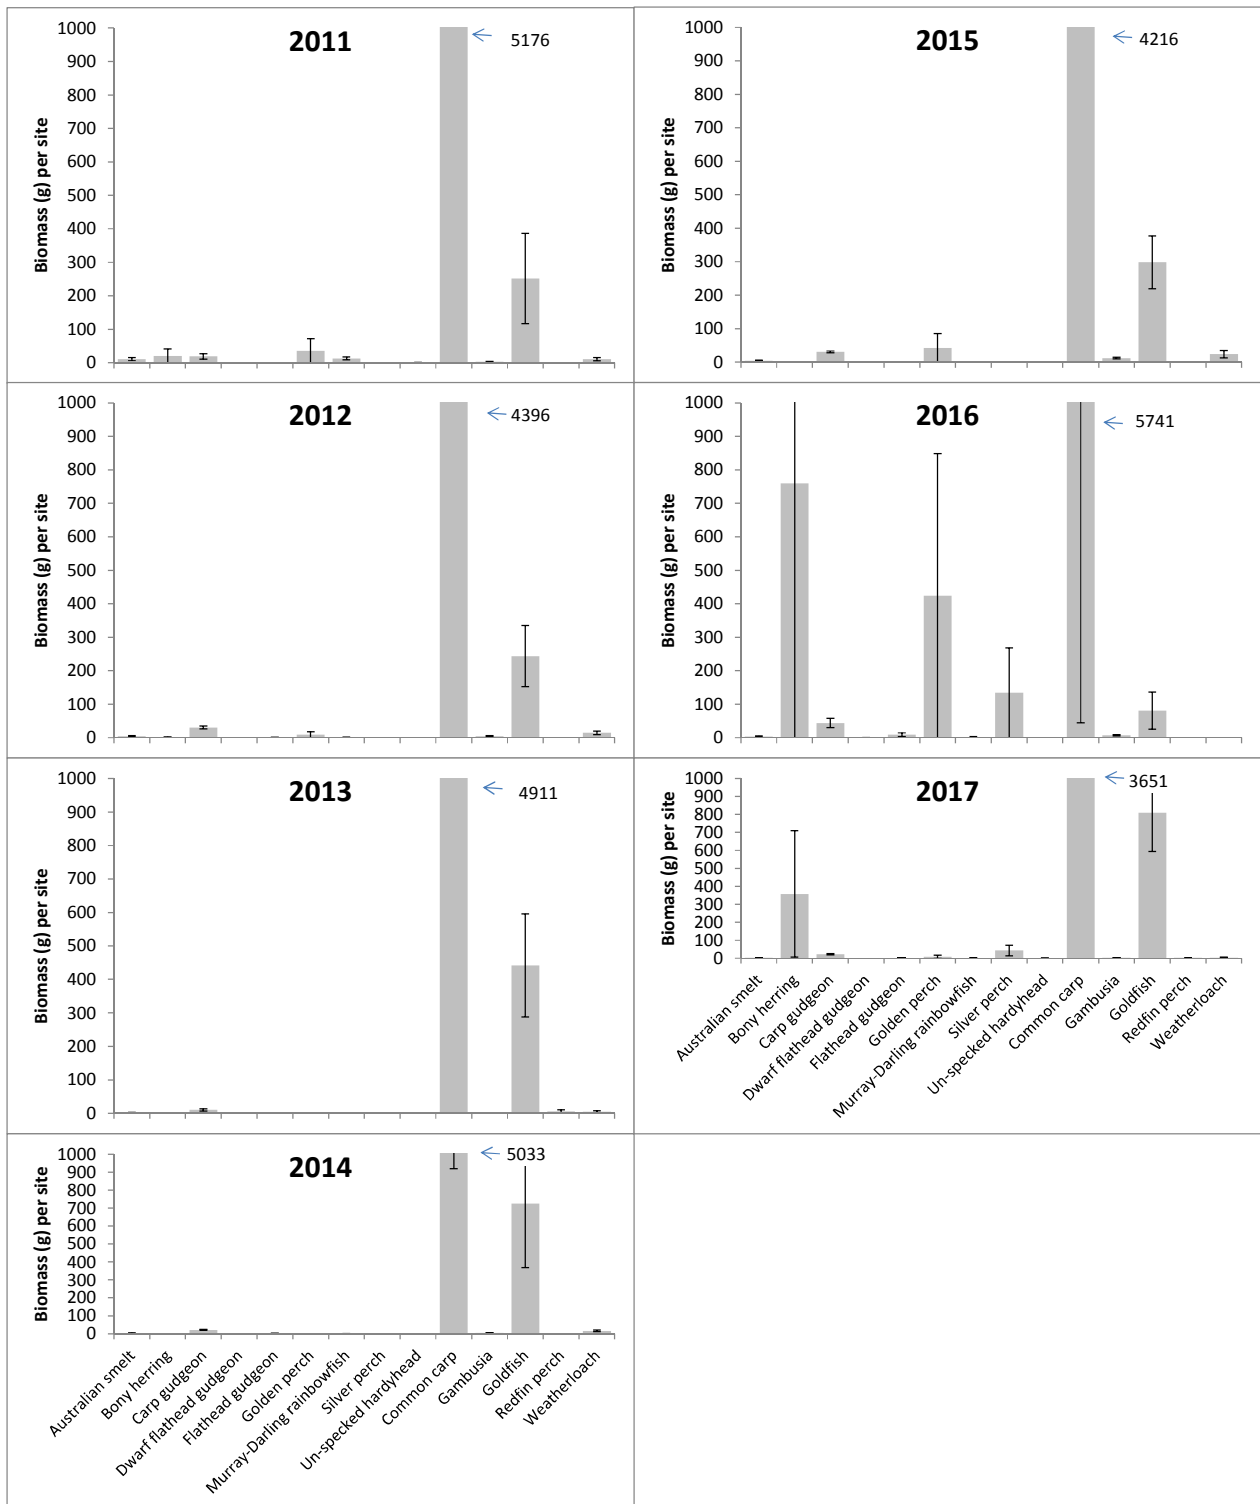 2011
5176
1000
900
800
700
600
500
400
300
200
100
0
Biomass (g) per site
2015
4216
1000
900
800
700
600
500
400
300
200
100
0
Biomass (g) per site
2012
4396
1000
900
800
700
600
500
400
300
200
100
0
Biomass (g) per site
2016
5741
1000
900
800
700
600
500
400
300
200
100
0
Biomass (g) per site
2013
4911
1000
900
800
700
600
500
400
300
200
100
0
Biomass (g) per site
2017
3651
1000
900
800
700
600
500
400
300
200
100
0
Biomass (g) per site
Australian smelt
Bony herring
Carp gudgeon
Dwarf flathead gudgeon
Flathead gudgeon
Golden perch
Murray-Darling rainbowfish
Silver perch
Un-specked hardyhead
Common carp
Gambusia
Goldfish
Redfin perch
Weatherloach
2014
5033
1000
900
800
700
600
500
400
300
200
100
0
Biomass (g) per site
Australian smelt
Bony herring
Carp gudgeon
Dwarf flathead gudgeon
Flathead gudgeon
Golden perch
Murray-Darling rainbowfish
Silver perch
Un-specked hardyhead
Common carp
Gambusia
Goldfish
Redfin perch
Weatherloach